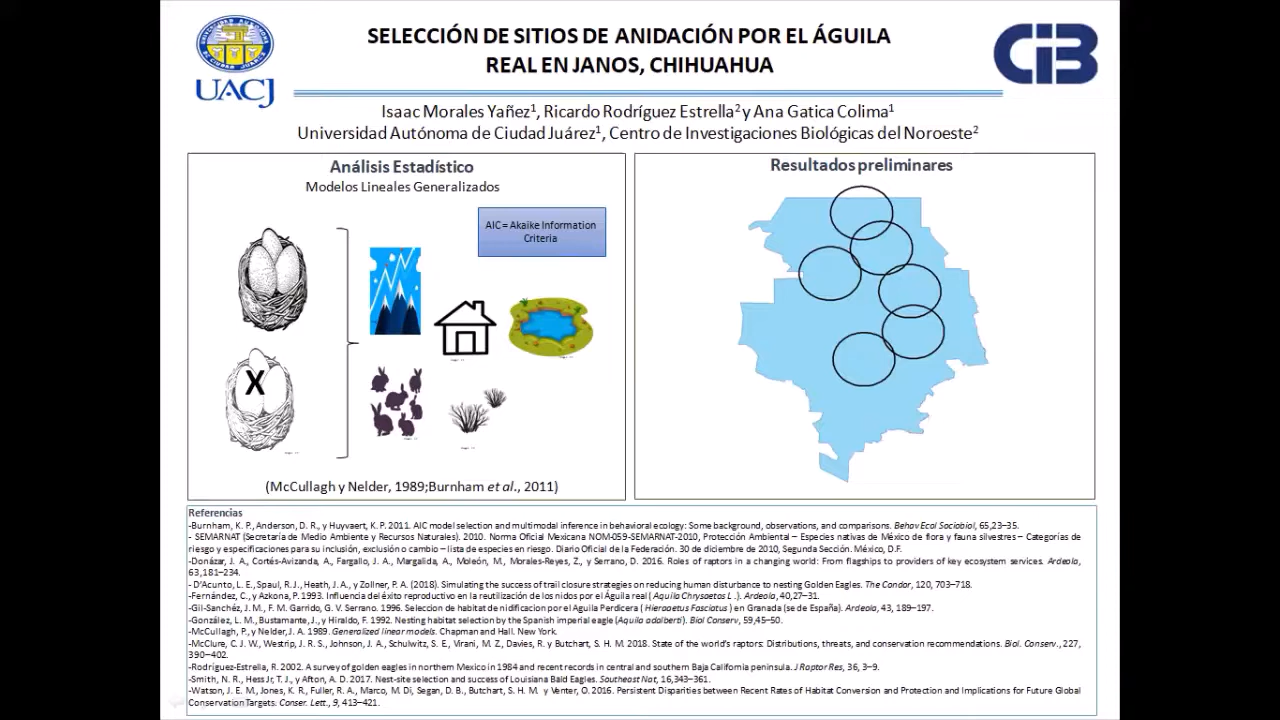 UACJ
CiB
SELECCIÓN DE SITIOS DE ANIDACIÓN POR EL ÁGUILA
REAL EN JANOS, CHIHUAHUA
Isaac Morales Yañez¹, Ricardo Rodríguez Estrella² y Ana Gatica Colima¹
Universidad Autónoma de Ciudad Juárez¹, Centro de Investigaciones Biológicas del Noroeste²
Análisis Estadístico
Modelos Lineales Generalizados
AIC = Akaike Information
Criteria
X
(McCullagh y Nelder, 1989;Burnham et al., 2011)
Resultados preliminares
Referencias
-Burnham, K. P., Anderson, D. R., y Huyvaert, K. P. 2011. AIC model selection and multimodal inference in behavioral ecology: Some background, observations, and comparisons. Behav Ecol Sociobiol, 65,23–35.
- SEMARNAT (Secretaría de Medio Ambiente y Recursos Naturales). 2010. Norma Oficial Mexicana NOM-059-SEMARNAT-2010, Protección Ambiental – Especies nativas de México de flora y fauna silvestres – Categorías de
riesgo y especificaciones para su inclusión, exclusión o cambio – lista de especies en riesgo. Diario Oficial de la Federación. 30 de diciembre de 2010, Segunda Sección. México, D.F.
-Donázar, J. A., Cortés-Avizanda, A., Fargallo, J. A., Margalida, A., Moleón, M., Morales-Reyes, Z., y Serrano, D. 2016. Roles of raptors in a changing world: From flagships to providers of key ecosystem services. Ardeola,
63,181–234.
- D'Acunto, L. E., Spaul, R. J., Heath, J. A., y Zollner, P. A. (2018). Simulating the success of trail closure strategies on reducing human disturbance to nesting Golden Eagles. The Condor, 120, 703–718.
-Fernández, C., y Azkona, P. 1993. Influencia del éxito reproductivo en la reutilización de los nidos por el Águila real ( Aquila Chrysaetos L .). Ardeola, 40,27–31.
-Gil-Sanchéz, J. M., F. M. Garrido, G. V. Serrano. 1996. Seleccion de habitat de nidificacion por el Aguila Perdicera ( Hieraaetus Fasciatus ) en Granada (se de España). Ardeola, 43, 189–197.
-González, L. M., Bustamante, J., y Hiraldo, F. 1992. Nesting habitat selection by the Spanish imperial eagle (Aquila adalberti). Biol Conserv, 59,45–50.
-McCullagh, P., y Nelder, J. A. 1989. Generalized linear models. Chapman and Hall. New York.
-McClure, C. J. W., Westrip, J. R. S., Johnson, J. A., Schulwitz, S. E., Virani, M. Z., Davies, R. y Butchart, S. H. M. 2018. State of the world's raptors: Distributions, threats, and conservation recommendations. Biol. Conserv., 227,
390–402.
-Rodríguez-Estrella, R. 2002. A survey of golden eagles in northern Mexico in 1984 and recent records in central and southern Baja California peninsula. J Raptor Res, 36, 3–9.
-Smith, N. R., Hess Jr, T. J., y Afton, A. D. 2017. Nest-site selection and success of Louisiana Bald Eagles. Southeast Nat, 16,343–361.
-Watson, J. E. M., Jones, K. R., Fuller, R. A., Marco, M. Di, Segan, D. B., Butchart, S. H. M. y Venter, O. 2016. Persistent Disparities between Recent Rates of Habitat Conversion and Protection and Implications for Future Global
Conservation Targets. Conser. Lett., 9, 413–421.